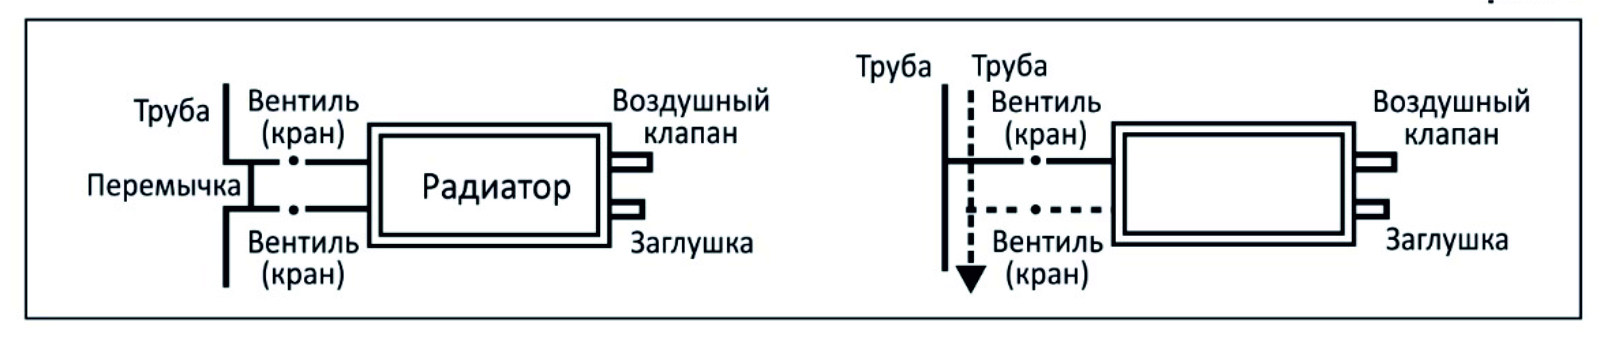 Труба
Вентиль
(кран)
Воздушный
клапан
Перемычка
Радиатор
Вентиль
(кран)
Заглушка
Труба
Труба
Вентиль
(кран)
Воздушный
клапан
Вентиль
(кран)
Заглушка